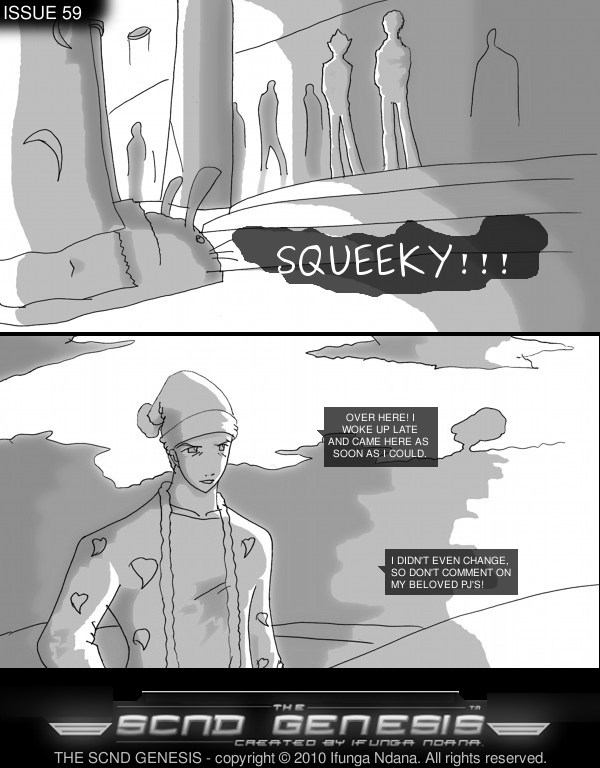 ISSUE 59
SQUEEKY!!!
OVER HERE! I
WOKE UP LATE
AND CAME HERE AS
SOON AS I COULD.
I DIDN'T EVEN CHANGE,
SO DON'T COMMENT ON
MY BELOVED PJ'S!
THE
SCND GENESIS™
CREATED BY IFUNGA NDANA.
THE SCND GENESIS - copyright © 2010 Ifunga Ndana. All rights reserved.